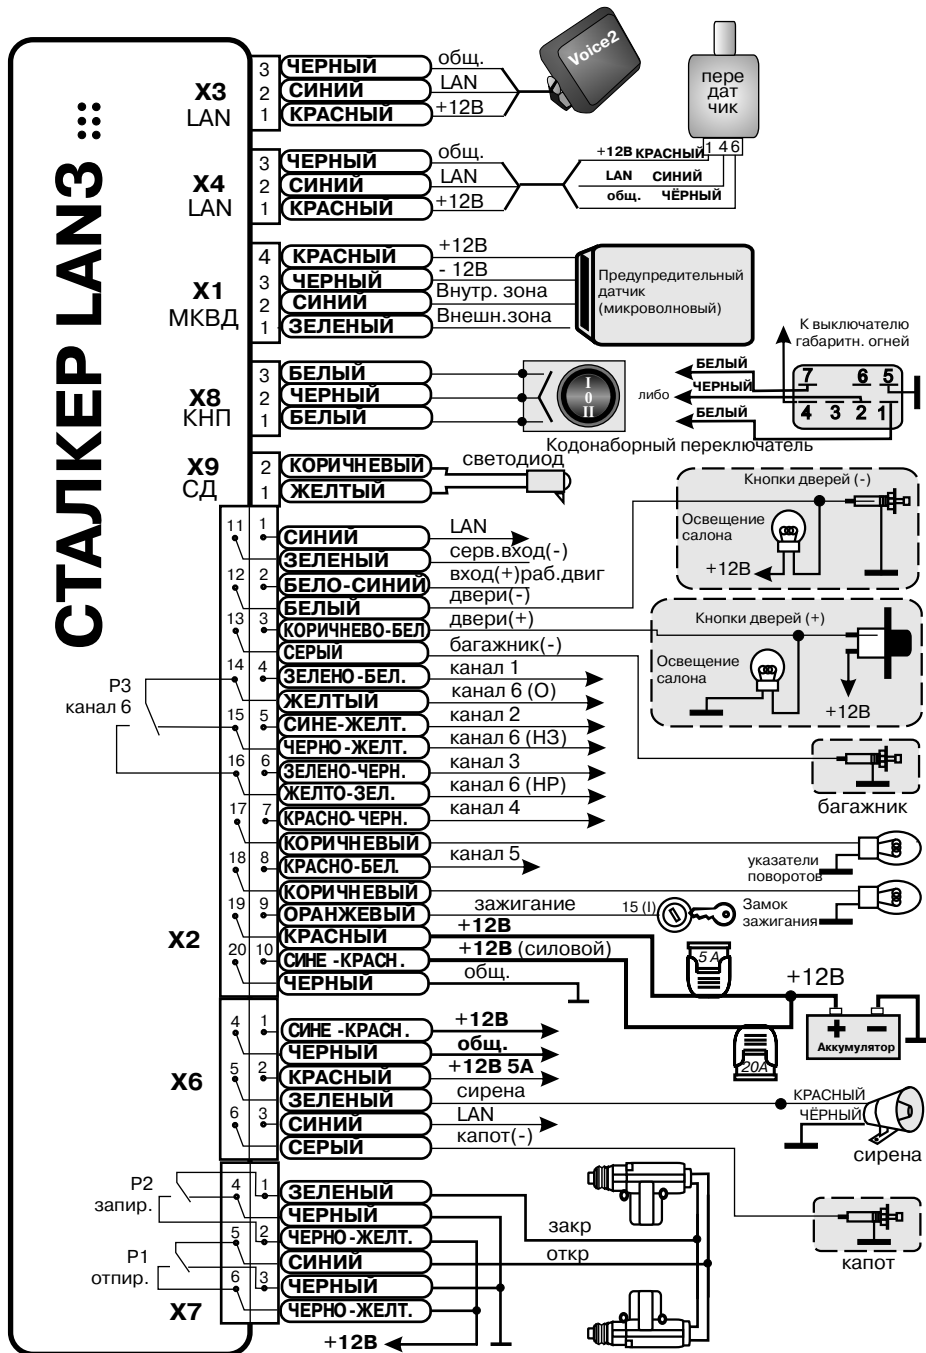 СТАЛКЕР LAN3
X3
LAN
3 ЧЕРНЫЙ общ.
2 СИНИЙ LAN
1 КРАСНЫЙ +12В
Voice2
пере
дат
чик
1 4 6
X4
LAN
3 ЧЕРНЫЙ общ.
2 СИНИЙ LAN
1 КРАСНЫЙ +12В
+12В КРАСНЫЙ
LAN СИНИЙ
общ. ЧЁРНЫЙ
X1
МКВД
4 КРАСНЫЙ +12В
3 ЧЕРНЫЙ - 12В
2 СИНИЙ Внутр. зона
1 ЗЕЛЕНЫЙ Внешн.зона
Предупредительный
датчик
(микроволновый)
К выключателю
габаритн. огней
X8
КНП
3 БЕЛЫЙ
2 ЧЕРНЫЙ
1 БЕЛЫЙ
I
0
II
Кодонаборный переключатель
либо
БЕЛЫЙ
ЧЕРНЫЙ
БЕЛЫЙ
7 6 5
4 3 2 1
X9
СД
2 КОРИЧНЕВЫЙ
1 ЖЕЛТЫЙ
светодиод
X2
1 СИНИЙ LAN
11 ЗЕЛЕНЫЙ серв.вход(-)
2 БЕЛО-СИНИЙ вход(+)раб.двиг
12 БЕЛЫЙ двери(-)
3 КОРИЧНЕВО-БЕЛ двери(+)
13 СЕРЫЙ багажник(-)
4 ЗЕЛЕНО-БЕЛ. канал 1
14 ЖЕЛТЫЙ канал 6 (О)
5 СИНЕ-ЖЕЛТ. канал 2
15 ЧЕРНО-ЖЕЛТ. канал 6 (НЗ)
6 ЗЕЛЕНО-ЧЕРН. канал 3
16 ЖЕЛТО-ЗЕЛ. канал 6 (НР)
7 КРАСНО-ЧЕРН. канал 4
17 КОРИЧНЕВЫЙ
8 КРАСНО-БЕЛ. канал 5
18 КОРИЧНЕВЫЙ
9 ОРАНЖЕВЫЙ зажигание
19 КРАСНЫЙ +12В
10 СИНЕ-КРАСН. +12В (силовой)
20 ЧЕРНЫЙ общ.
Р3
канал 6
Кнопки дверей (-)
Освещение
салона
+12В
Кнопки дверей (+)
Освещение
салона
+12В
багажник
указатели
поворотов
15 (I)
Замок
зажигания
5 А
+12В
+ −
Аккумулятор
20А
X6
1 СИНЕ-КРАСН. +12В
4 ЧЕРНЫЙ общ.
2 КРАСНЫЙ +12В 5А
5 ЗЕЛЕНЫЙ сирена
3 СИНИЙ LAN
6 СЕРЫЙ капот(-)
КРАСНЫЙ
ЧЁРНЫЙ
сирена
капот
X7
1 ЗЕЛЕНЫЙ закр
4 ЧЕРНЫЙ
2 ЧЕРНО-ЖЕЛТ.
5 СИНИЙ откр
3 ЧЕРНЫЙ
6 ЧЕРНО-ЖЕЛТ.
Р2
запир.
Р1
отпир.
+12В